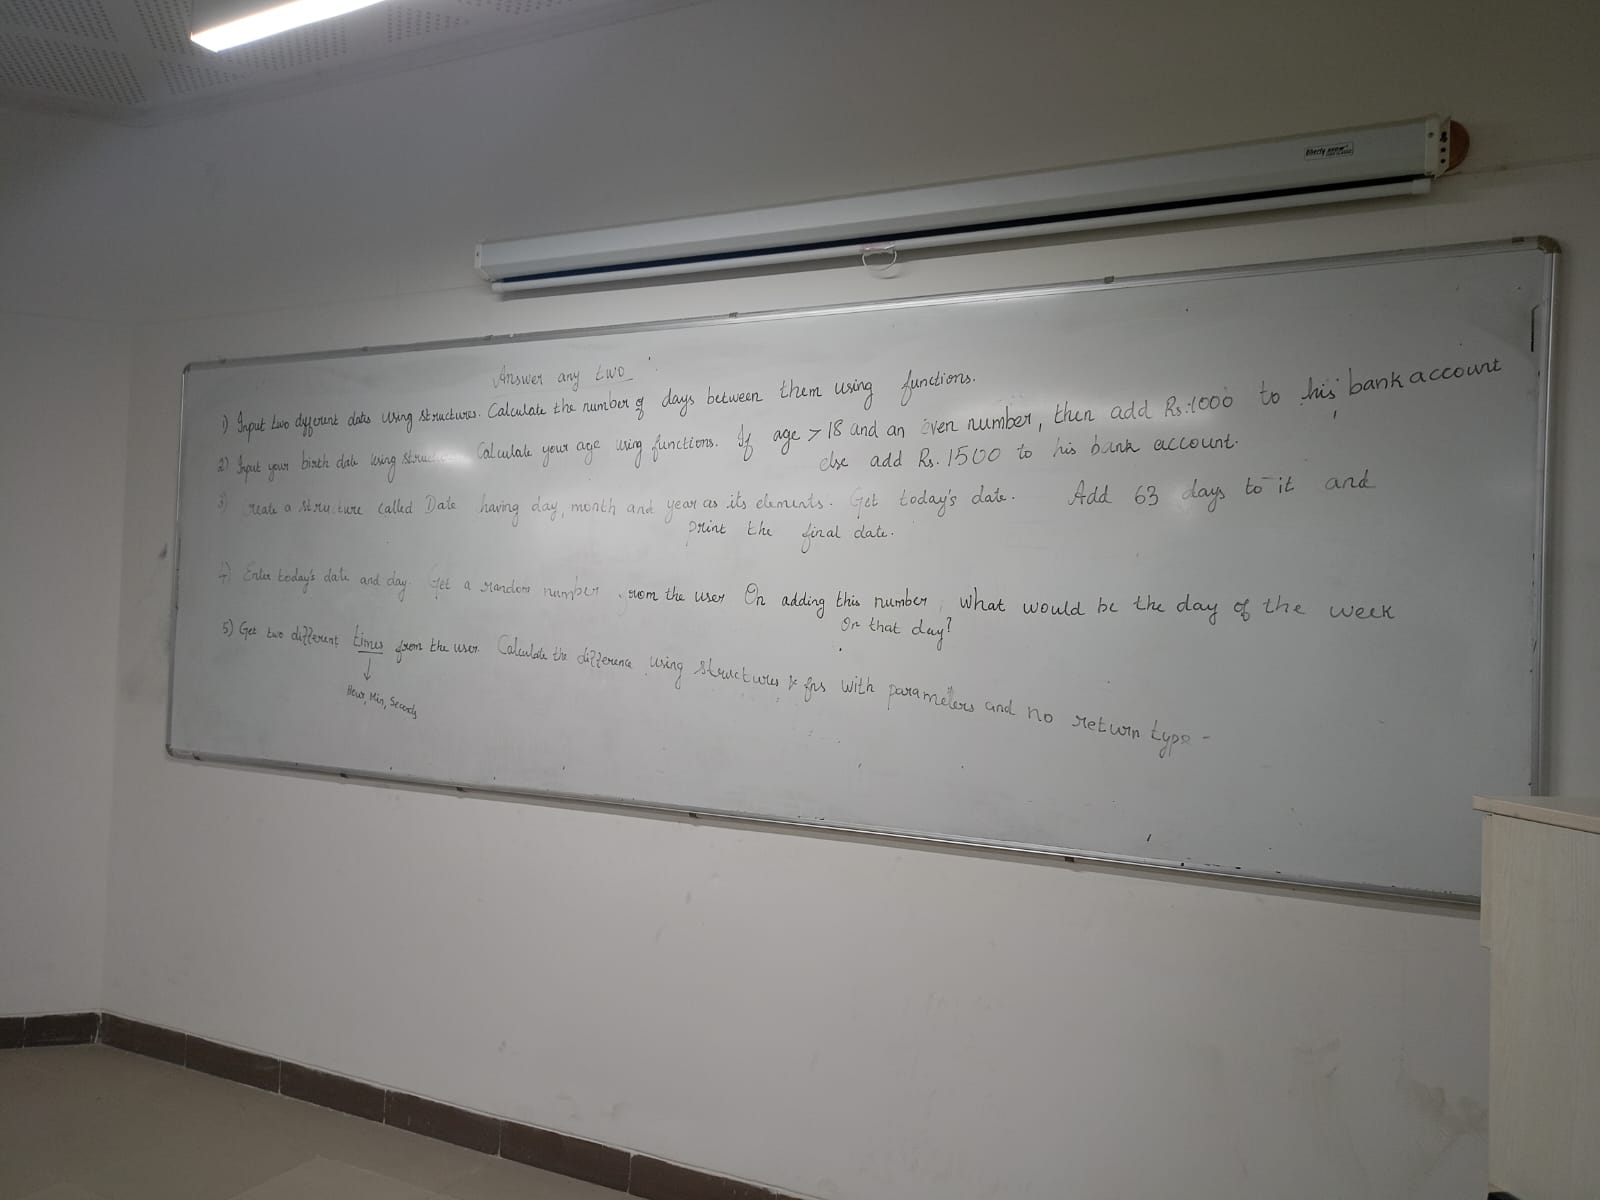 liberty
Answer any two
1) Input two different dates using structures. Calculate the number of days between them using functions.
2) Input your birth date using struc Calculate your age using functions. If age > 18 and an even number, then add Rs.1000 to his bank account
else add Rs. 1500 to his bank account.
3) reate a structure called Date having day, month and year as its elements. Get today's date. Add 63 days to it and
print the final date.
4) Enter today's date and day. Get a random number from the user On adding this number, what would be the day of the week
On that day?
5) Get two different times from the user. Calculate the difference using structures & fns with parameters and no return type -
Hour, Min, Seconds